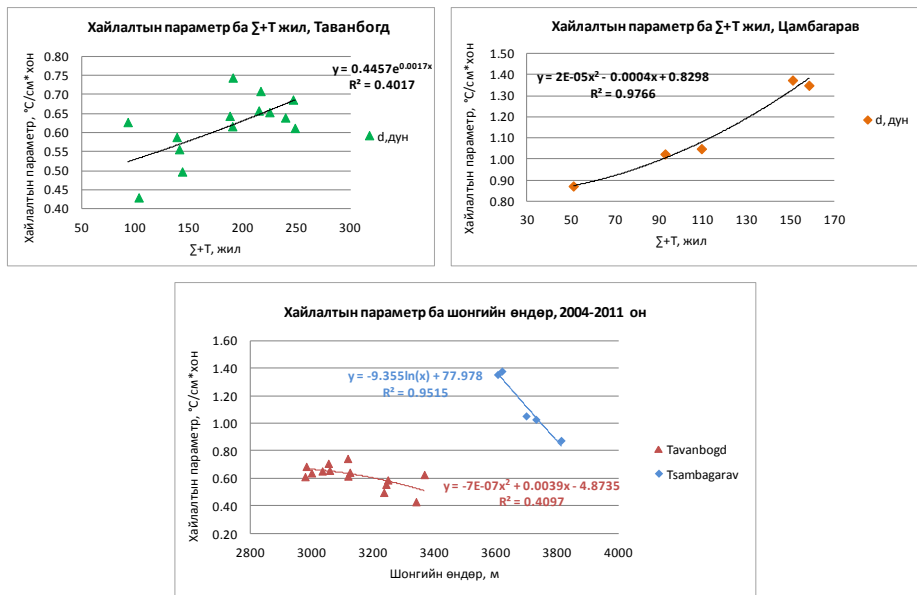 Хайлалтын параметр ба ∑+Т жил, Таванбогд
Хайлалтын параметр, °С/см*хон
0.80
0.75
0.70
0.65
0.60
0.55
0.50
0.45
0.40
y = 0.4457e^0.0017x
R² = 0.4017
d,дун
50
100
150
200
250
300
∑+Т, жил
Хайлалтын параметр ба ∑+Т жил, Цамбагарав
Хайлалтын параметр, °С/см*хон
1.50
1.40
1.30
1.20
1.10
1.00
0.90
0.80
y = 2E-05x² - 0.0004x + 0.8298
R² = 0.9766
d, дун
30
50
70
90
110
130
150
170
∑+Т, жил
Хайлалтын параметр ба шонгийн өндөр, 2004-2011 он
Хайлалтын параметр, °С/см*хон
1.60
1.40
1.20
1.00
0.80
0.60
0.40
0.20
y = -9.355ln(x) + 77.978
R² = 0.9515
y = -7E-07x² + 0.0039x - 4.8735
R² = 0.4097
Tavanbogd
Tsambagarav
2800
3000
3200
3400
3600
3800
4000
Шонгийн өндөр, м